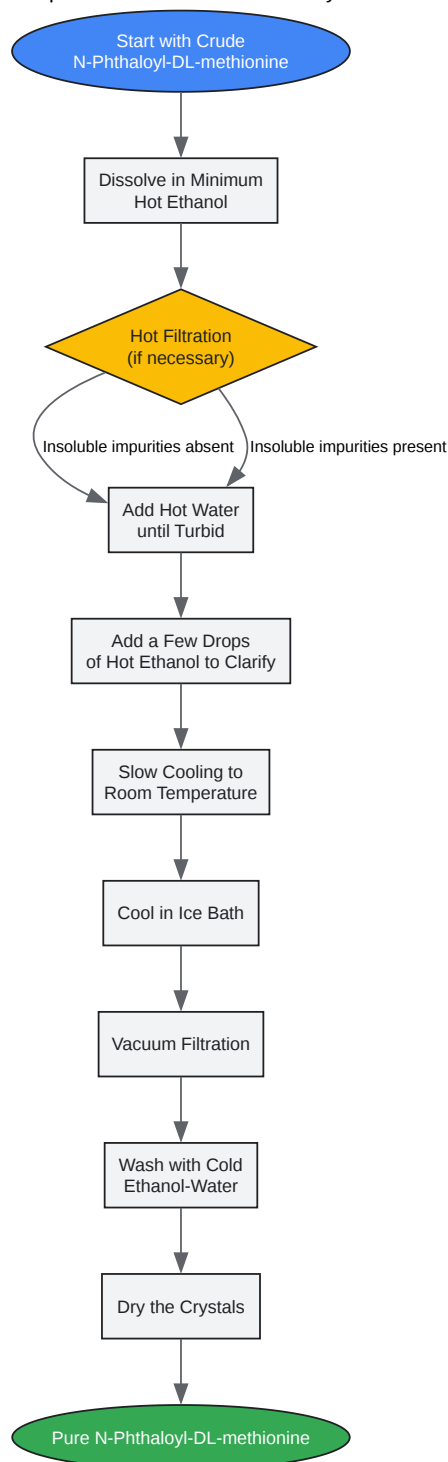 Start with Crude
N-Phthaloyl-DL-methionine
Dissolve in Minimum
Hot Ethanol
Hot Filtration
(if necessary)
Insoluble impurities absent
Insoluble impurities present
Add Hot Water
until Turbid
Add a Few Drops
of Hot Ethanol to Clarify
Slow Cooling to
Room Temperature
Cool in Ice Bath
Vacuum Filtration
Wash with Cold
Ethanol-Water
Dry the Crystals
Pure N-Phthaloyl-DL-methionine